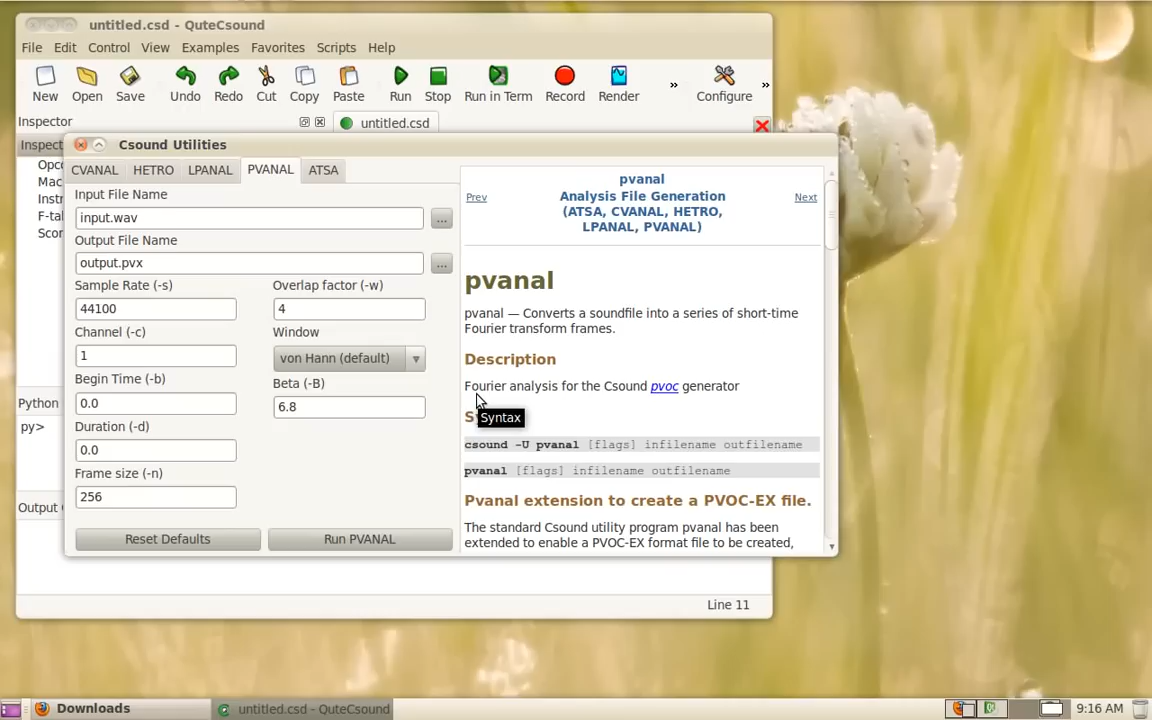 untitled.csd - QuteCsound
File Edit Control View Examples Favorites Scripts Help
New Open Save Undo Redo Cut Copy Paste Run Stop Run in Term Record Render » Configure »
Inspector
untitled.csd
Csound Utilities
CVANAL HETRO LPANAL PVANAL ATSA
Input File Name
input.wav
...
Output File Name
output.pvx
...
Sample Rate (-s)
44100
Overlap factor (-w)
4
Channel (-c)
1
Window
von Hann (default)
Begin Time (-b)
0.0
Beta (-B)
6.8
Duration (-d)
0.0
Frame size (-n)
256
Reset Defaults
Run PVANAL
pvanal
Prev
Analysis File Generation
Next
(ATSA, CVANAL, HETRO,
LPANAL, PVANAL)
pvanal
pvanal — Converts a soundfile into a series of short-time
Fourier transform frames.
Description
Fourier analysis for the Csound pvoc generator
Syntax
csound -U pvanal [flags] infilename outfilename
pvanal [flags] infilename outfilename
Pvanal extension to create a PVOC-EX file.
The standard Csound utility program pvanal has been
extended to enable a PVOC-EX format file to be created,
Inspect
Opc
Mac
Instr
F-ta
Scor
Python
py>
Output
Line 11
Downloads
untitled.csd - QuteCsound
9:16 AM